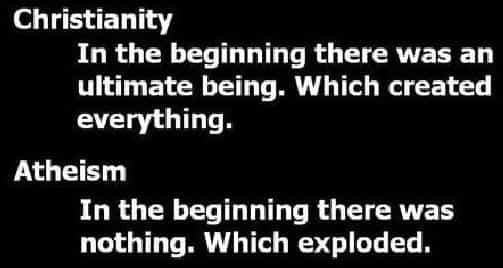 Christianity
In the beginning there was an
ultimate being. Which created
everything.
Atheism
In the beginning there was
nothing. Which exploded.